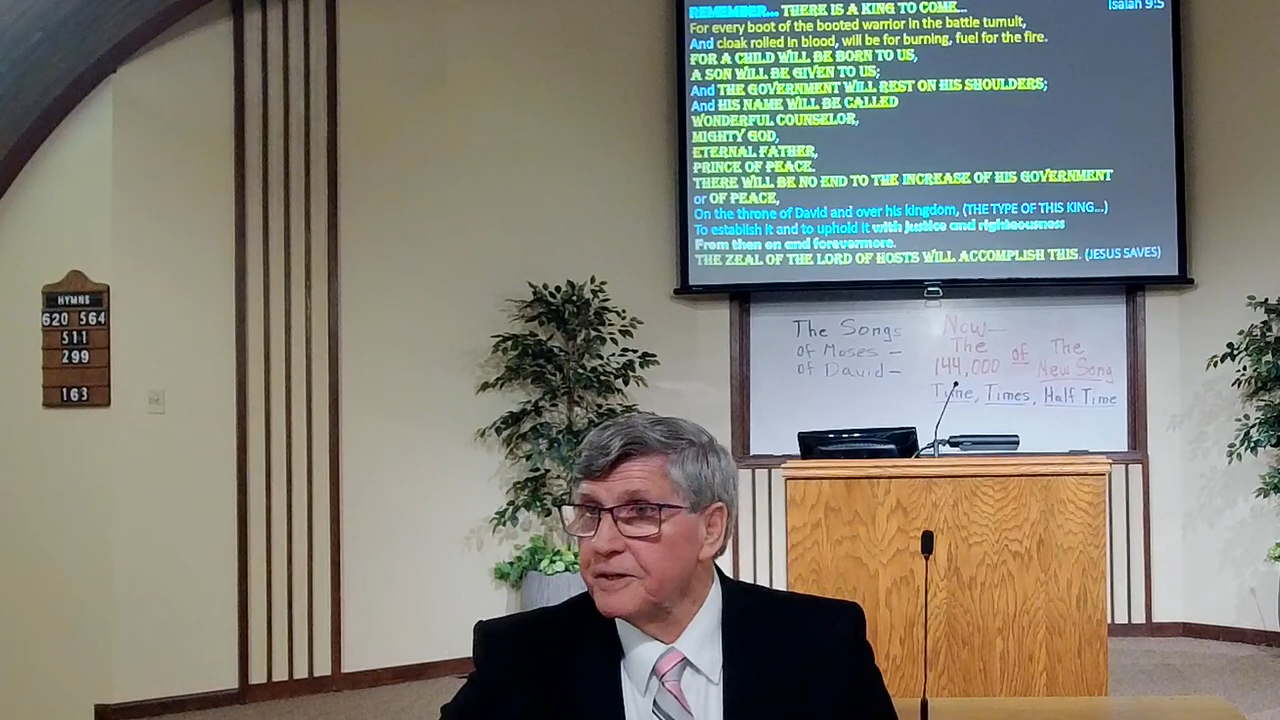 REMEMBER... THERE IS A KING TO COME... Isaiah 9:5
For every boot of the booted warrior in the battle tumult,
And cloak rolled in blood, will be for burning, fuel for the fire.
FOR A CHILD WILL BE BORN TO US,
A SON WILL BE GIVEN TO US;
And THE GOVERNMENT WILL REST ON HIS SHOULDERS;
And HIS NAME WILL BE CALLED
WONDERFUL COUNSELOR,
MIGHTY GOD,
ETERNAL FATHER,
PRINCE OF PEACE.
THERE WILL BE NO END TO THE INCREASE OF HIS GOVERNMENT
or OF PEACE,
On the throne of David and over his kingdom, (THE TYPE OF THIS KING...)
To establish it and to uphold it with justice and righteousness
From then on and forevermore.
THE ZEAL OF THE LORD OF HOSTS WILL ACCOMPLISH THIS. (JESUS SAVES)
HYMNS
620 564
511
299
163
The Songs
of Moses –
of David –
Now—
The
144,000 of The
New Song
Time, Times, Half Time